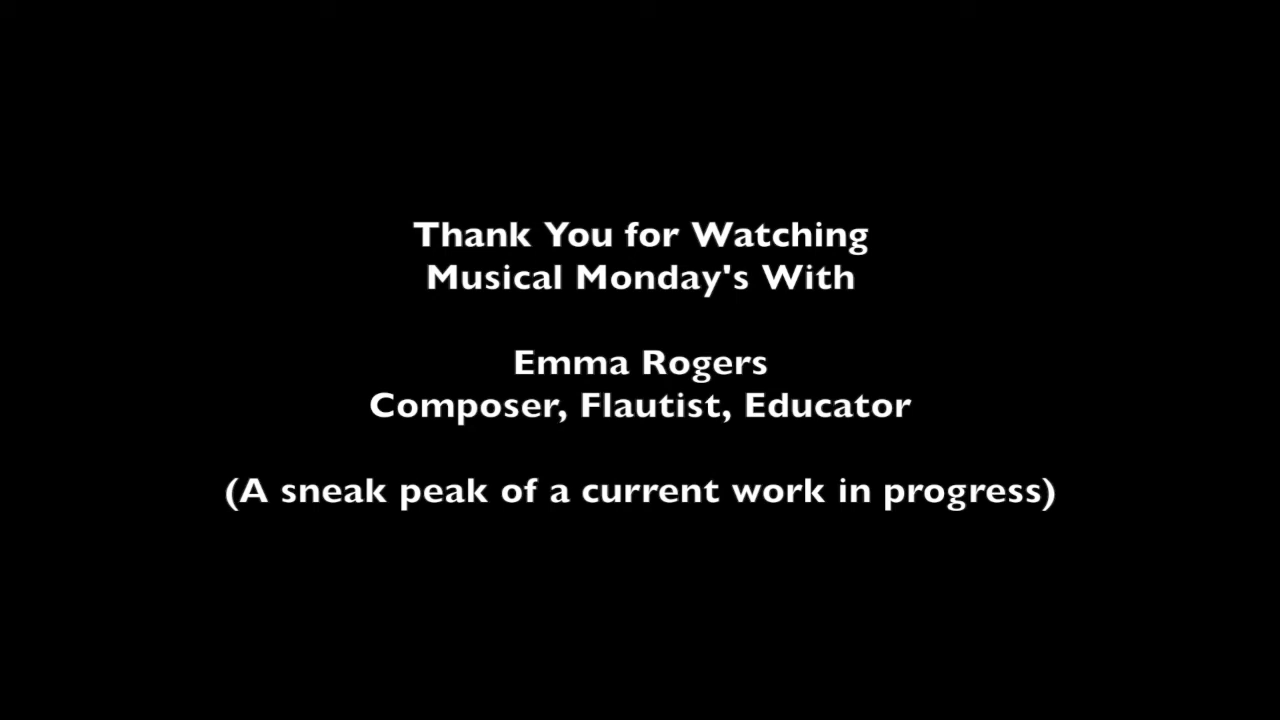 Thank You for Watching
Musical Monday's With
Emma Rogers
Composer, Flautist, Educator
(A sneak peak of a current work in progress)